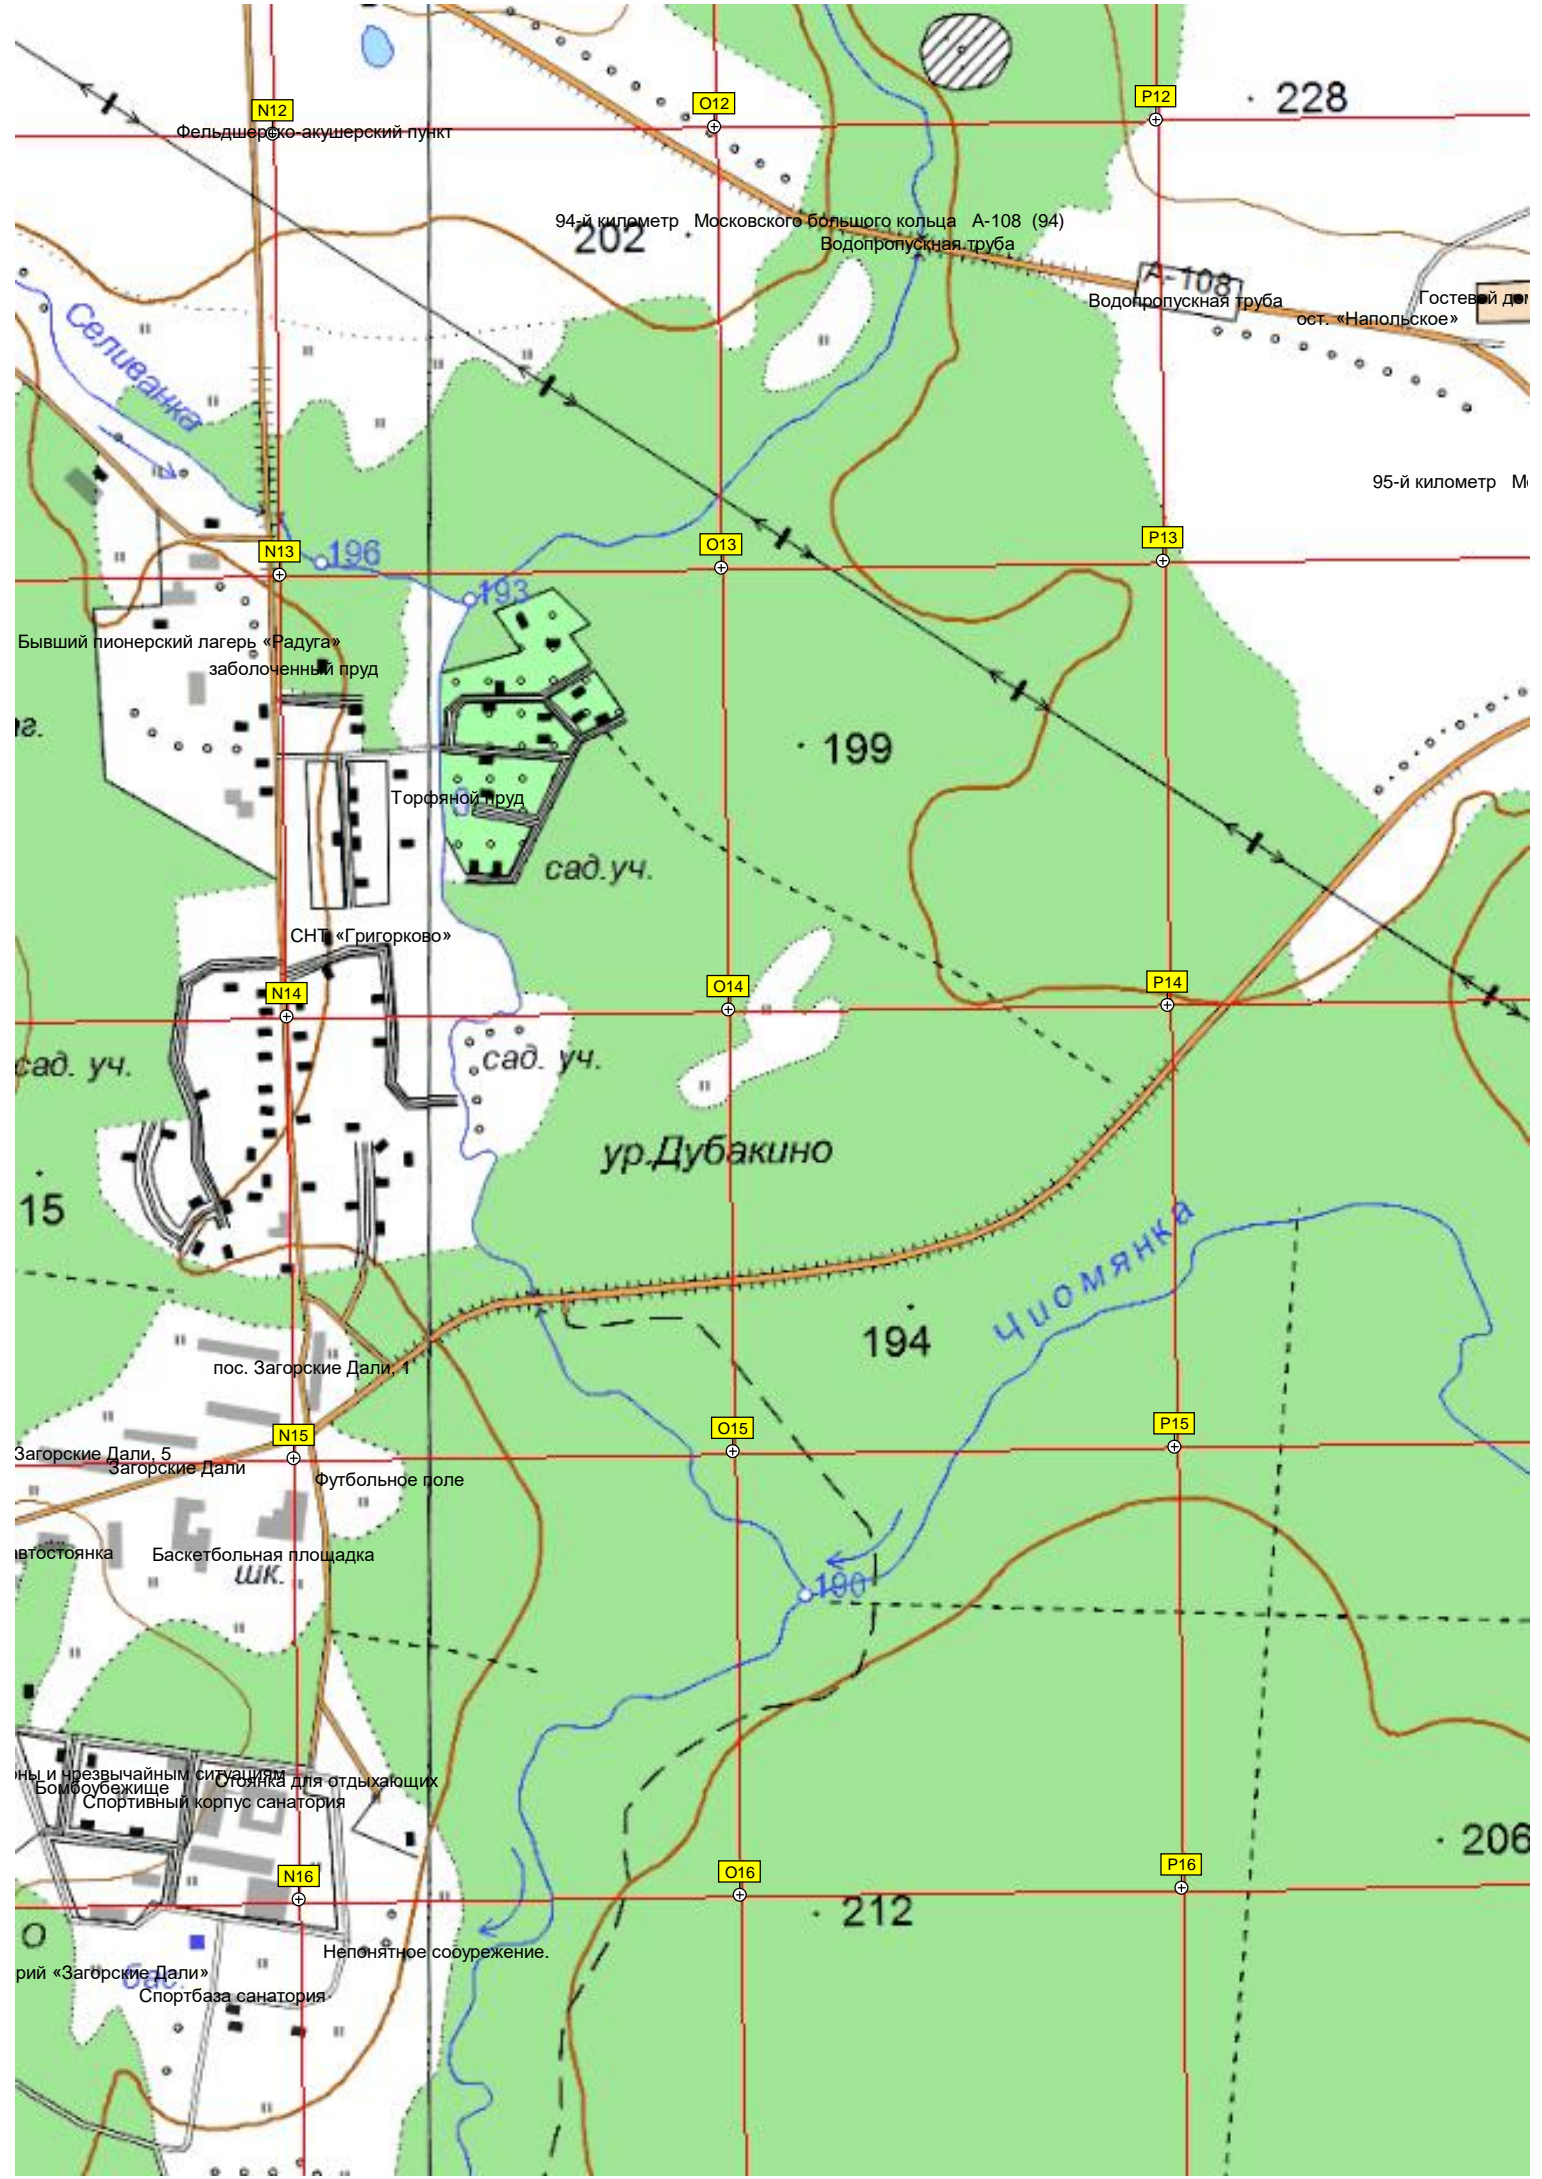 228
P12
O12
N12
Фельдшерско-акушерский пункт
94-й километр Московского большого кольца А-108 (94)
202
Водопропускная труба
А-108
Водопропускная труба
Гостевой
ост. «Напольское»
Селиванка
95-й километр
P13
O13
N13
196
193
Бывший пионерский лагерь «Радуга»
заболоченный пруд
199
Торфяной пруд
сад.уч.
СНТ «Григорково»
P14
O14
N14
сад. уч.
сад. уч.
ур.Дубакино
15
Чиомянка
194
пос. Загорские Дали, 1
P15
O15
N15
Загорские Дали, 5
Загорские Дали
Футбольное поле
автостоянка
Баскетбольная площадка
шк.
190
ны и чрезвычайным ситуациям
Стоянка для отдыхающих
Бомбоубежище
Спортивный корпус санатория
206
P16
O16
N16
212
О
Непонятное сооурежение.
рий «Загорские Дали»
бас.
Спортбаза санатория